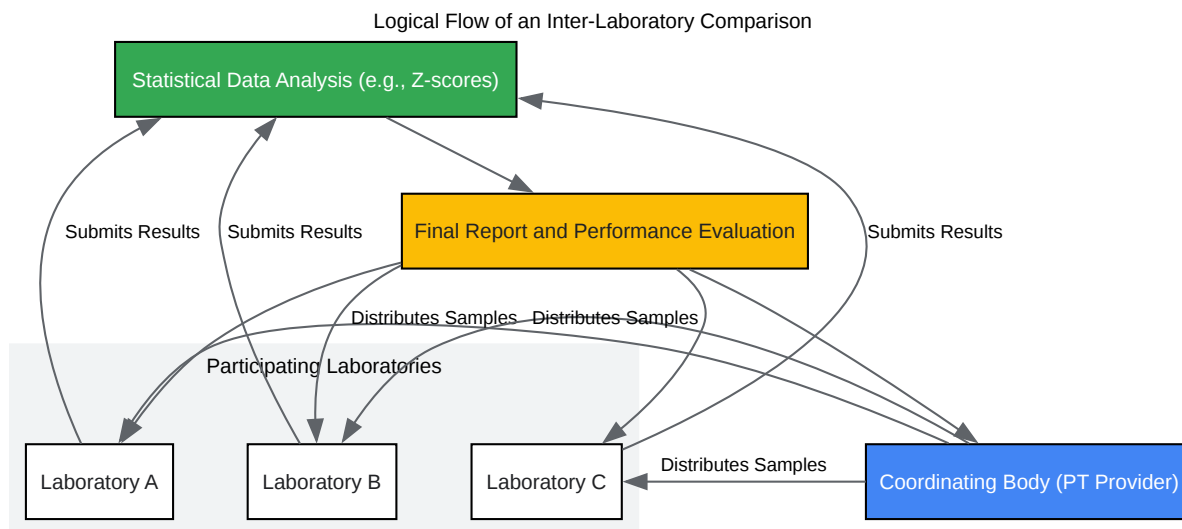 Logical Flow of an Inter-Laboratory Comparison
Statistical Data Analysis (e.g., Z-scores)
Submits Results
Submits Results
Final Report and Performance Evaluation
Submits Results
Distributes Samples
Distributes Samples
Participating Laboratories
Laboratory A
Laboratory B
Laboratory C
Distributes Samples
Coordinating Body (PT Provider)